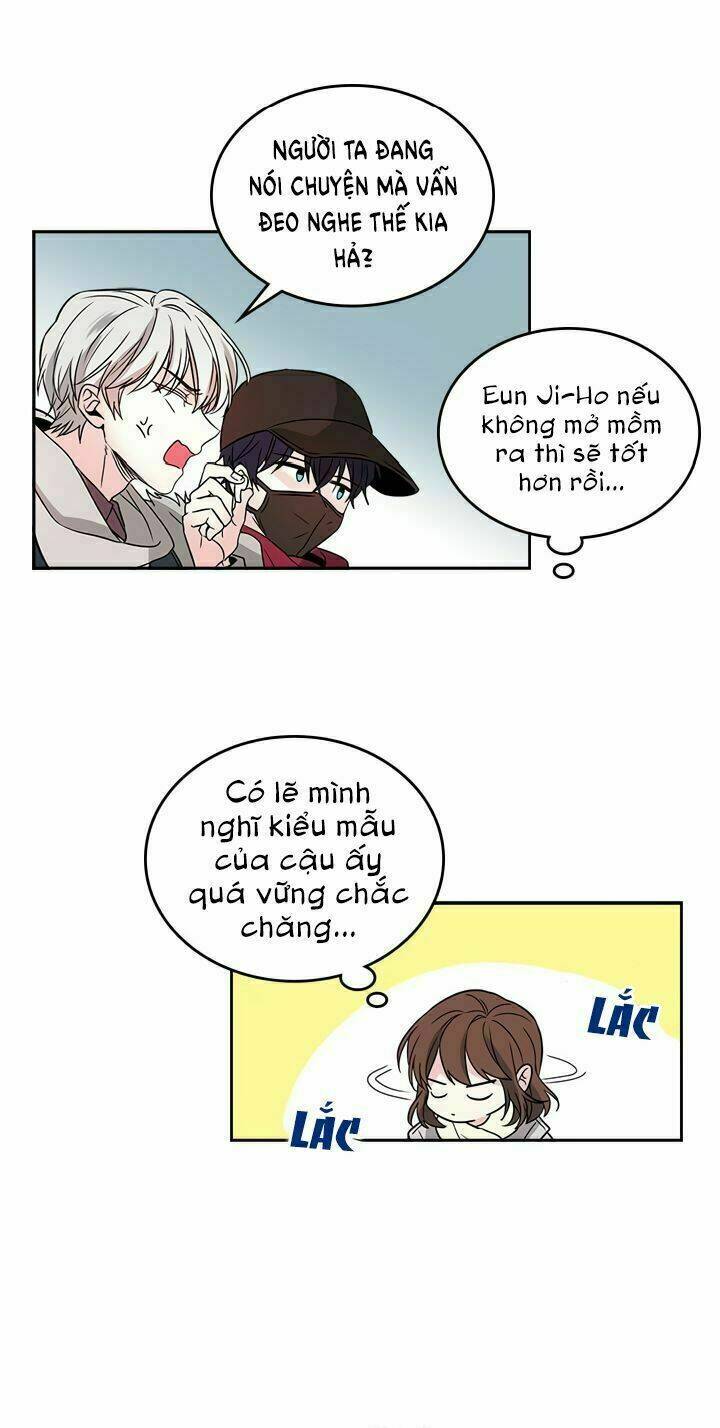 NGƯỜI TA ĐANG
NÓI CHUYỆN MÀ VẪN
ĐEO NGHE THẾ KIA
HẢ?
Eun Ji-Ho nếu
không mở mồm
ra thì sẽ tốt
hơn rồi...
Có lẽ mình
nghĩ kiểu mẫu
của cậu ấy
quá vững chắc
chăng...
LẮC
LẮC